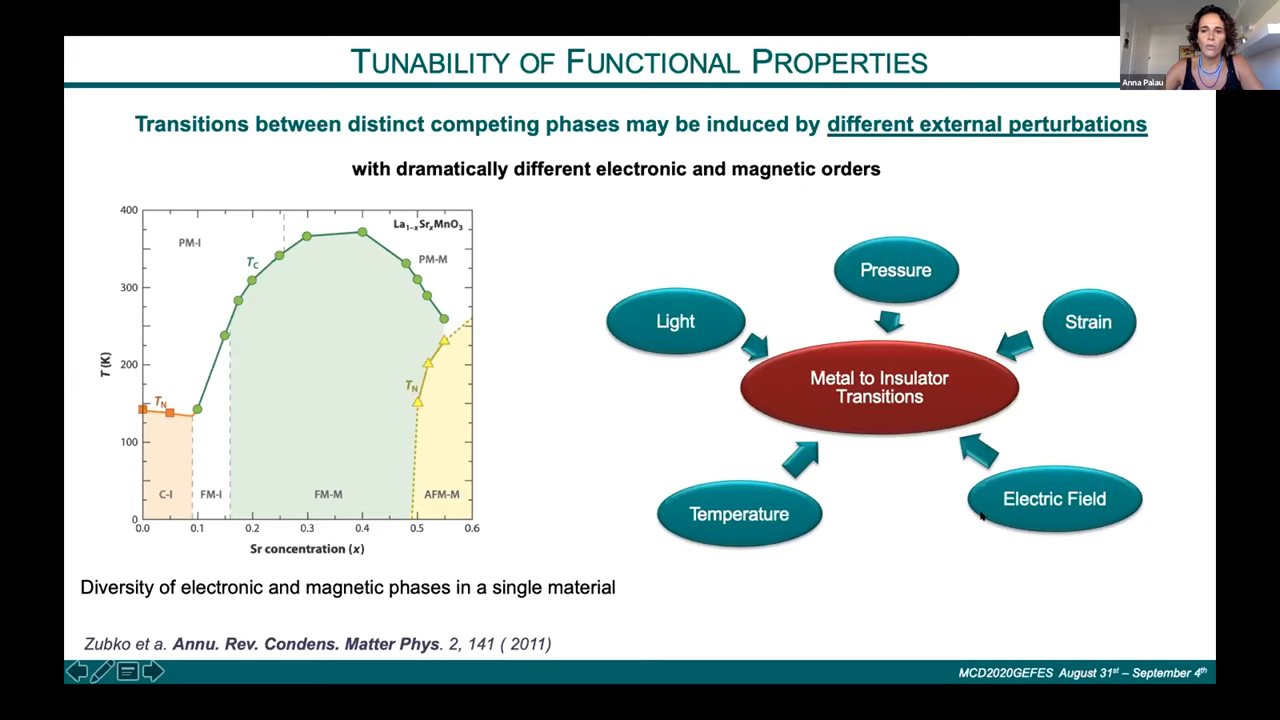 TUNABILITY OF FUNCTIONAL PROPERTIES
Anna Palau
Transitions between distinct competing phases may be induced by different external perturbations
with dramatically different electronic and magnetic orders
400
300
200
100
0
T (K)
La1-xSrxMnO3
PM-I
TC
PM-M
TN
TN
C-I
FM-I
FM-M
AFM-M
0.0 0.1 0.2 0.3 0.4 0.5 0.6
Sr concentration (x)
Pressure
Light
Strain
Metal to Insulator
Transitions
Temperature
Electric Field
Diversity of electronic and magnetic phases in a single material
Zubko et a. Annu. Rev. Condens. Matter Phys. 2, 141 ( 2011)
MCD2020GEFES August 31st – September 4th